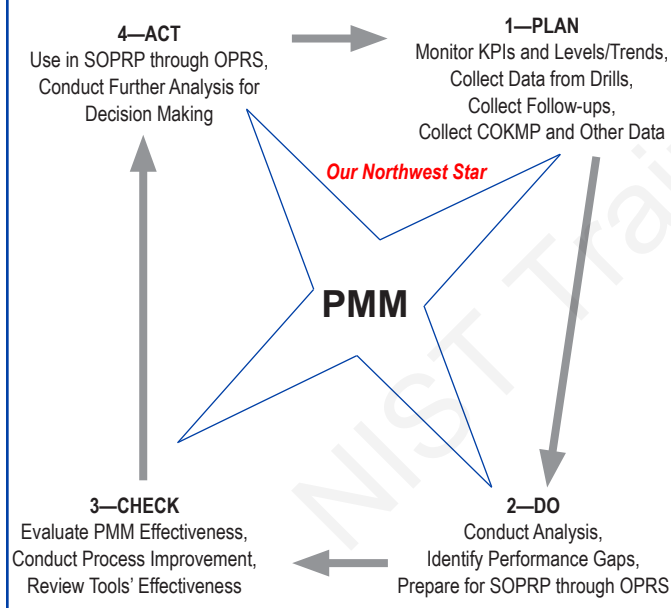 4—ACT
Use in SOPRP through OPRS,
Conduct Further Analysis for
Decision Making
1—PLAN
Monitor KPIs and Levels/Trends,
Collect Data from Drills,
Collect Follow-ups,
Collect COKMP and Other Data
Our Northwest Star
PMM
NIST Trai
3—CHECK
Evaluate PMM Effectiveness,
Conduct Process Improvement,
Review Tools’ Effectiveness
2—DO
Conduct Analysis,
Identify Performance Gaps,
Prepare for SOPRP through OPRS